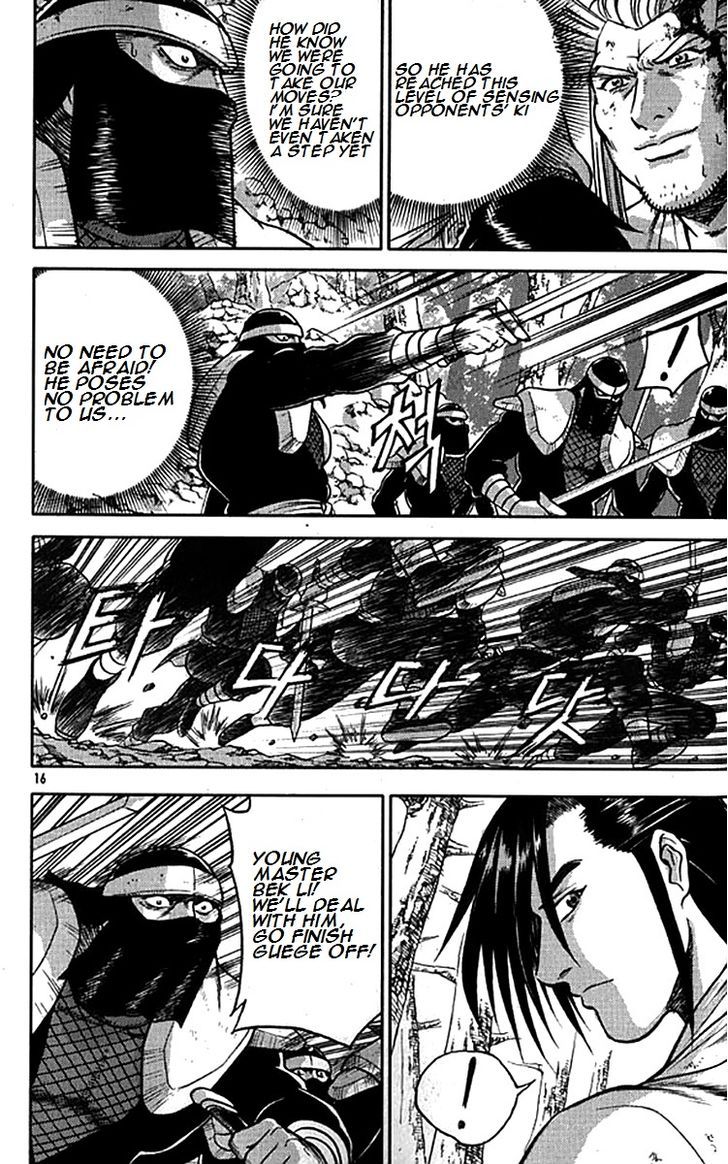 HOW DID
HE KNOW
WE WERE
GOING TO
TAKE OUR
MOVES?
I'M SURE
WE HAVEN'T
EVEN TAKEN
A STEP YET
SO HE HAS
REACHED THIS
LEVEL OF SENSING
OPPONENTS' KI
NO NEED TO
BE AFRAID!
HE POSES
NO PROBLEM
TO US...
!
척
타 다 다 닷
16
YOUNG
MASTER
BEK LI!
WE'LL DEAL
WITH HIM,
GO FINISH
GUEGE OFF!
!